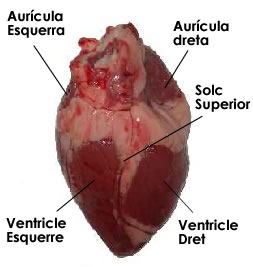 Aurícula
Esquerra
Aurícula
dreta
Solc
Superior
Ventricle
Esquerre
Ventricle
Dret